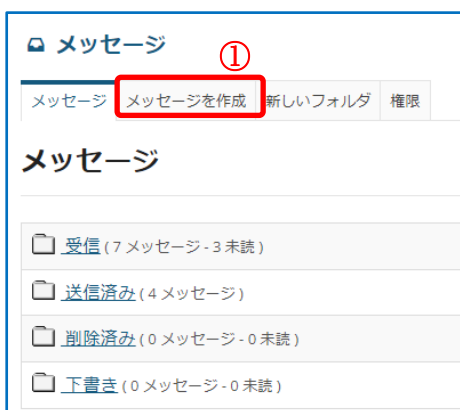 メッセージ
①
メッセージ メッセージを作成 新しいフォルダ 権限
メッセージ
受信 ( 7 メッセージ - 3 未読 )
送信済み ( 4 メッセージ )
削除済み ( 0 メッセージ - 0 未読 )
下書き ( 0 メッセージ - 0 未読 )